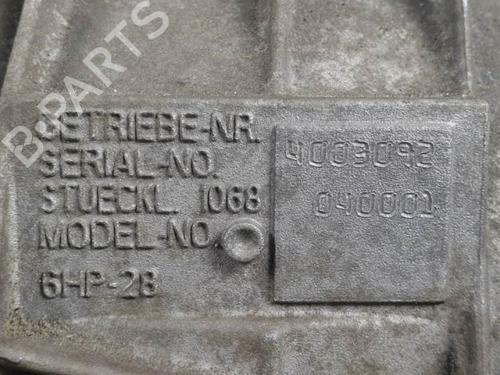 B-PARTS
GETRIEBE-NR.
SERIAL-NO. 4003092
STUECKL. 1068 040001
MODEL-NO.
6HP-28